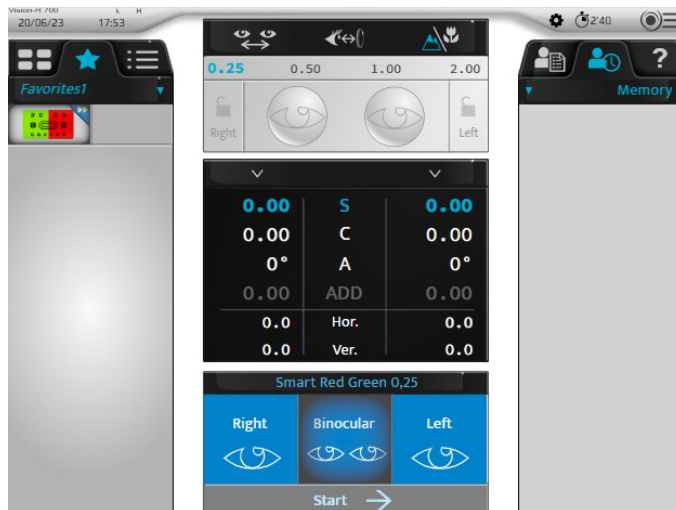 Vision-R 700
20/06/23 17:53
k H
2'40
Favorites1
0.25 0.50 1.00 2.00
Right Left
?
Memory
0.00 S 0.00
0.00 C 0.00
0° A 0°
0.00 ADD 0.00
0.0 Hor. 0.0
0.0 Ver. 0.0
Smart Red Green 0,25
Right Binocular Left
Start